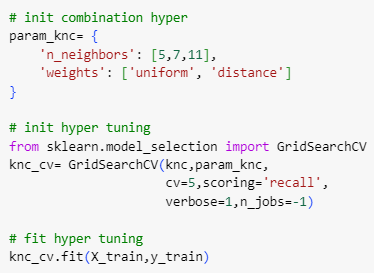 # init combination hyper
param_knc= {
    'n_neighbors': [5,7,11],
    'weights': ['uniform', 'distance']
}
# init hyper tuning
from sklearn.model_selection import GridSearchCV
knc_cv= GridSearchCV(knc,param_knc,
                     cv=5,scoring='recall',
                     verbose=1,n_jobs=-1)
# fit hyper tuning
knc_cv.fit(X_train,y_train)